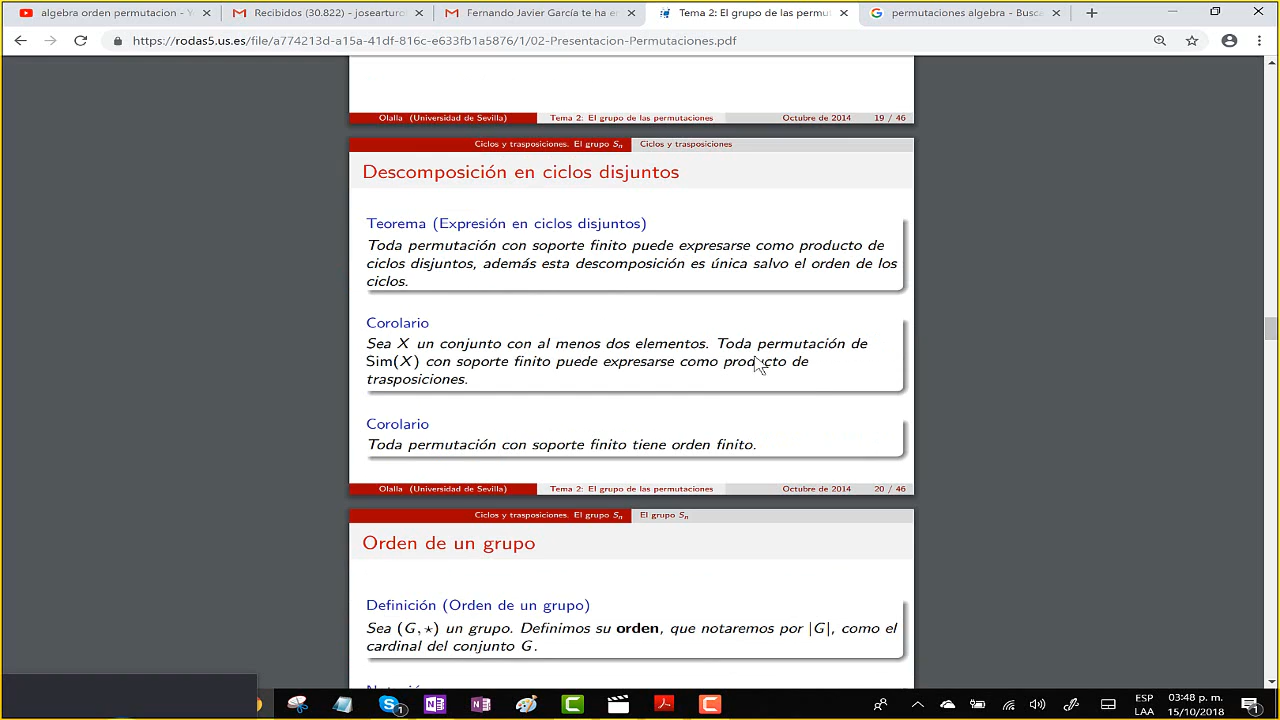 algebra orden permutacion - Y
Recibidos (30.822) - josearturo
Fernando Javier García te ha en
Tema 2: El grupo de las permu
permutaciones algebra - Busca
https://rodas5.us.es/file/a774213d-a15a-41df-816c-e633fb1a5876/1/02-Presentacion-Permutaciones.pdf
Olalla (Universidad de Sevilla) Tema 2: El grupo de las permutaciones Octubre de 2014 19 / 46
Ciclos y trasposiciones. El grupo Sn Ciclos y trasposiciones
Descomposición en ciclos disjuntos
Teorema (Expresión en ciclos disjuntos)
Toda permutación con soporte finito puede expresarse como producto de
ciclos disjuntos, además esta descomposición es única salvo el orden de los
ciclos.
Corolario
Sea X un conjunto con al menos dos elementos. Toda permutación de
Sim(X) con soporte finito puede expresarse como producto de
trasposiciones.
Corolario
Toda permutación con soporte finito tiene orden finito.
Olalla (Universidad de Sevilla) Tema 2: El grupo de las permutaciones Octubre de 2014 20 / 46
Ciclos y trasposiciones. El grupo Sn El grupo Sn
Orden de un grupo
Definición (Orden de un grupo)
Sea (G, ⋆) un grupo. Definimos su orden, que notaremos por |G|, como el
cardinal del conjunto G.
ESP 03:48 p. m.
LAA 15/10/2018